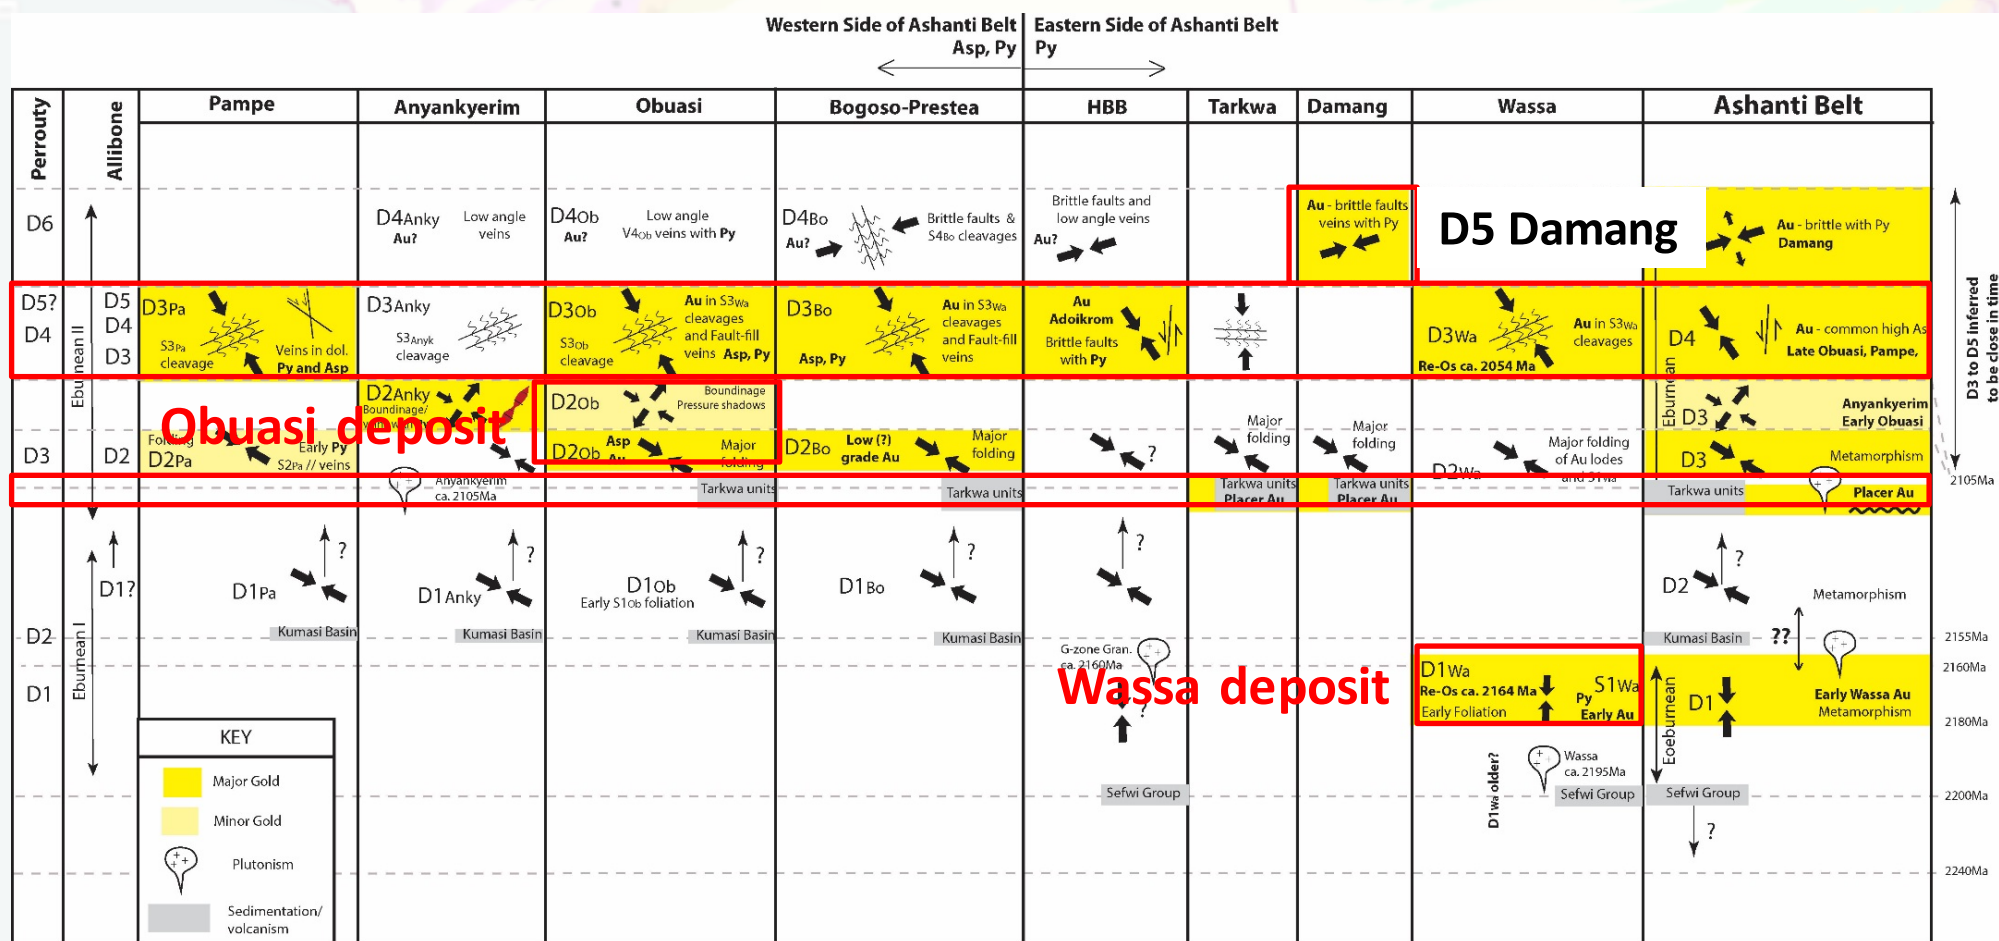 Western Side of Ashanti Belt
Asp, Py
Eastern Side of Ashanti Belt
Py
Perrouty
Allibone
Pampe
Anyankyerim
Obuasi
Bogoso-Prestea
HBB
Tarkwa
Damang
Wassa
Ashanti Belt
D6
D4Anky
Au?
Low angle
veins
D4Ob
Au?
Low angle
V4Ob veins with Py
D4Bo
Au?
Brittle faults &
S4Bo cleavages
Brittle faults and
low angle veins
Au?
Au - brittle faults
veins with Py
D5 Damang
Au - brittle with Py
Damang
D5?
D4
D5
D4
D3
Eburnean II
D3Pa
S3Pa
cleavage
Veins in dol.
Py and Asp
D3Anky
S3Anyk
cleavage
D3Ob
S3Ob
cleavage
Au in S3Wa
cleavages
and Fault-fill
veins Asp, Py
D3Bo
Asp, Py
Au in S3Wa
cleavages
and Fault-fill
veins
Au
Adoikrom
Brittle faults
with Py
D3Wa
Re-Os ca. 2054 Ma
Au in S3Wa
cleavages
Eburnean
D4
Au - common high As
Late Obuasi, Pampe,
D3 to D5 Inferred
to be close in time
D2Anky
Boundinage/
Obuasi deposit
D2Ob
Boundinage
Pressure shadows
D3
Anyankyerim
Early Obuasi
D3
D2
Folding
D2Pa
Early Py
S2Pa // veins
D2Ob
Asp
Au
Major
folding
D2Bo
Low (?)
grade Au
Major
folding
?
Major
folding
Major
folding
D2Wa
Major folding
of Au lodes
and S1Wa
D3
Metamorphism
Anyankyerim
ca. 2105Ma
Tarkwa units
Tarkwa units
Tarkwa units
Placer Au
Tarkwa units
Placer Au
Tarkwa units
Placer Au
2105Ma
D1?
D1Pa
?
D1Anky
?
D1Ob
Early S1Ob foliation
?
D1Bo
?
?
D2
?
Metamorphism
D2
Eburnean I
Kumasi Basin
Kumasi Basin
Kumasi Basin
Kumasi Basin
Kumasi Basin
??
2155Ma
G-zone Gran.
ca. 2160Ma
2160Ma
Wassa deposit
?
D1
D1Wa
Re-Os ca. 2164 Ma
Early Foliation
S1Wa
Py
Early Au
Eoeburnean
D1
Early Wassa Au
Metamorphism
2180Ma
D1Wa older?
Wassa
ca. 2195Ma
Sefwi Group
Sefwi Group
Sefwi Group
?
2200Ma
2240Ma
KEY
Major Gold
Minor Gold
Plutonism
Sedimentation/
volcanism